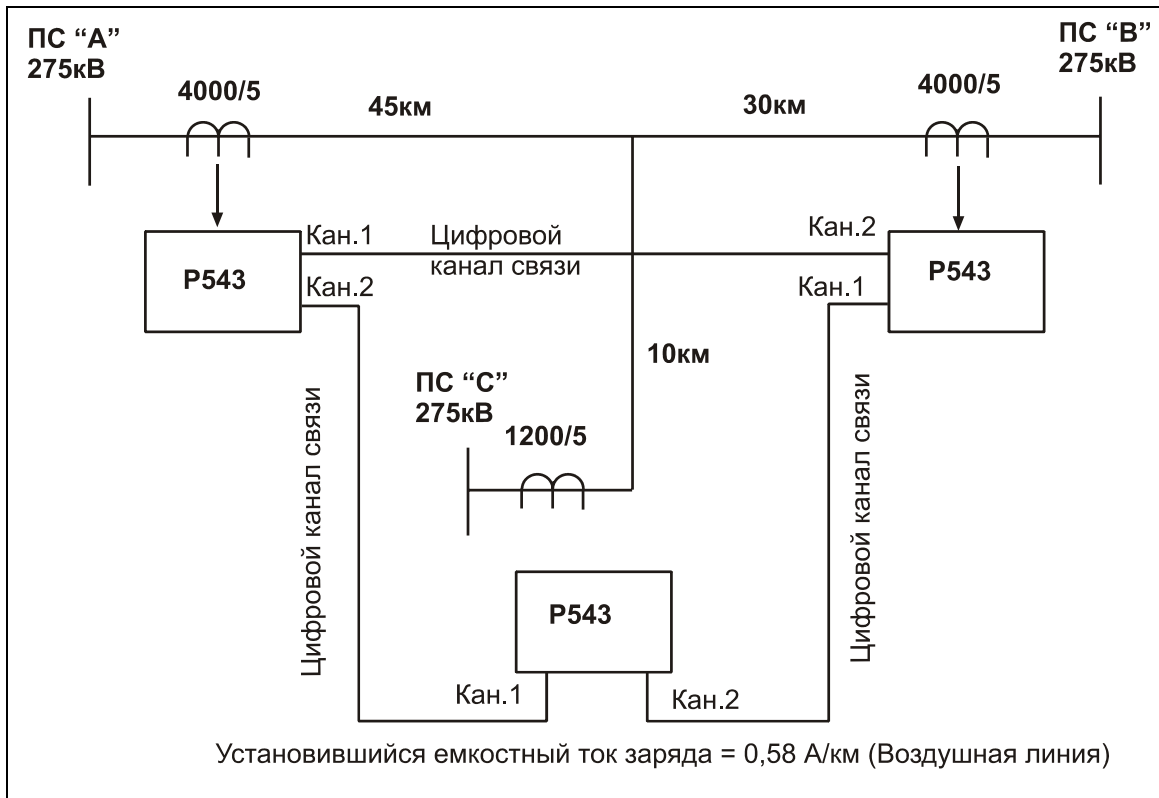 ПС “A”
275кВ
4000/5
45км
30км
4000/5
ПС “B”
275кВ
Кан.1
Цифровой
канал связи
Кан.2
P543
Кан.2
Кан.1
P543
10км
ПС “C”
275кВ
1200/5
Цифровой канал связи
Цифровой канал связи
P543
Кан.1
Кан.2
Установившийся емкостный ток заряда = 0,58 А/км (Воздушная линия)